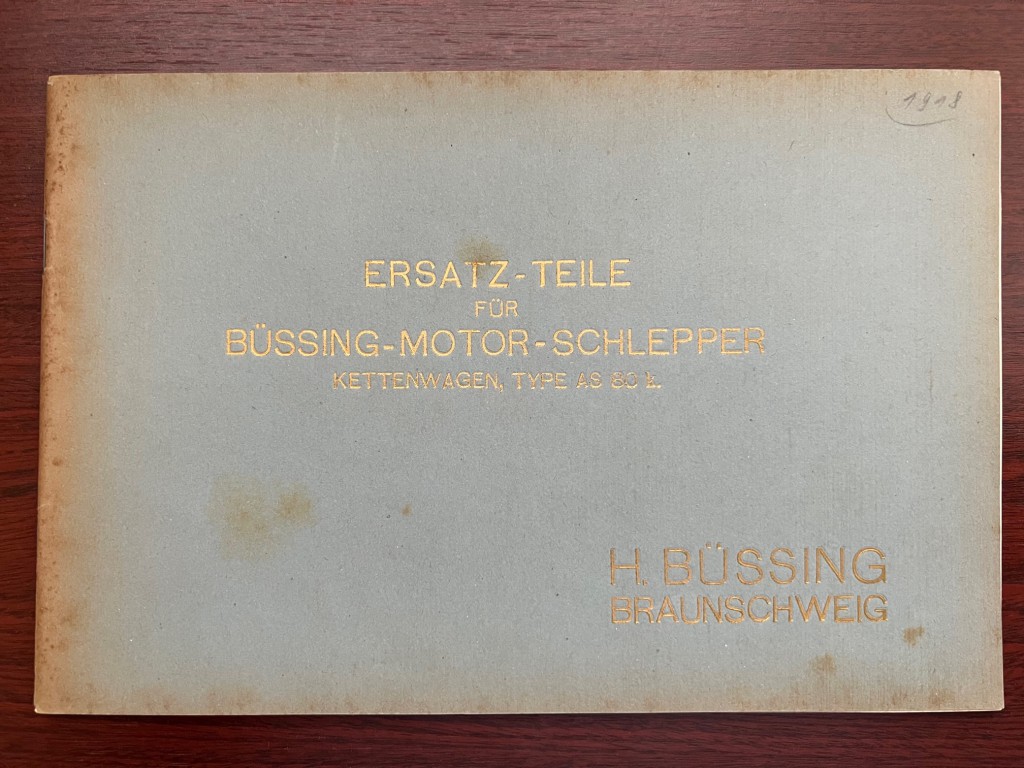 1918
ERSATZ-TEILE
FÜR
BÜSSING-MOTOR-SCHLEPPER
KETTENWAGEN, TYPE AS 80 k.
H. BÜSSING
BRAUNSCHWEIG